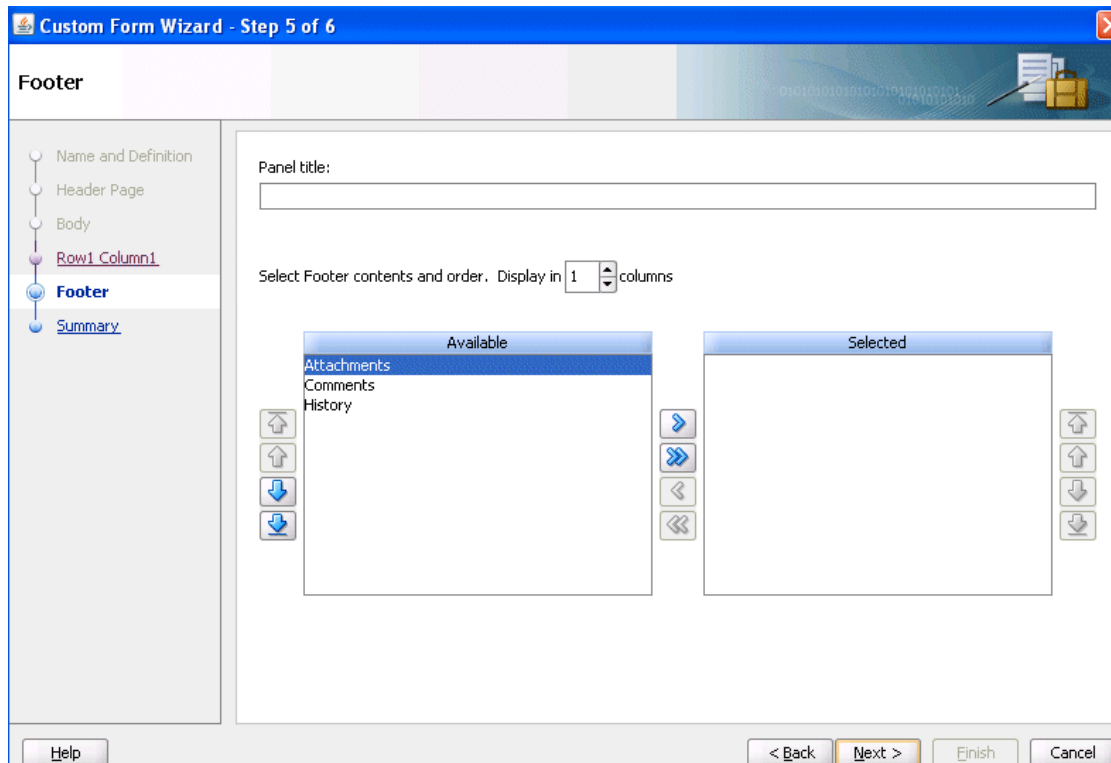 Custom Form Wizard - Step 5 of 6
Footer
Name and Definition
Header Page
Body
Row1 Column1
Footer
Summary
Panel title:
Select Footer contents and order. Display in 1 columns
Available
Attachments
Comments
History
Selected
Help
< Back
Next >
Finish
Cancel